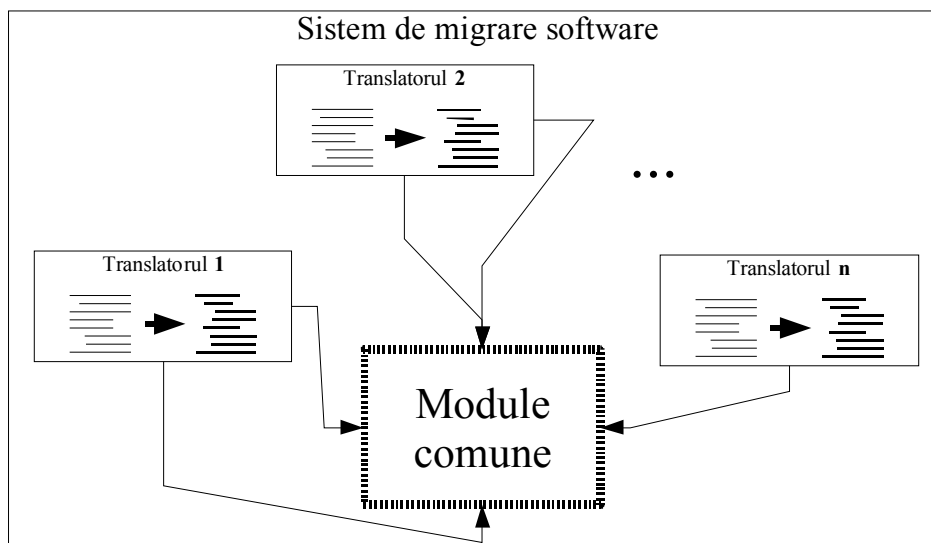 Sistem de migrare software
Translatorul 2
...
Translatorul 1
Translatorul n
Module
comune